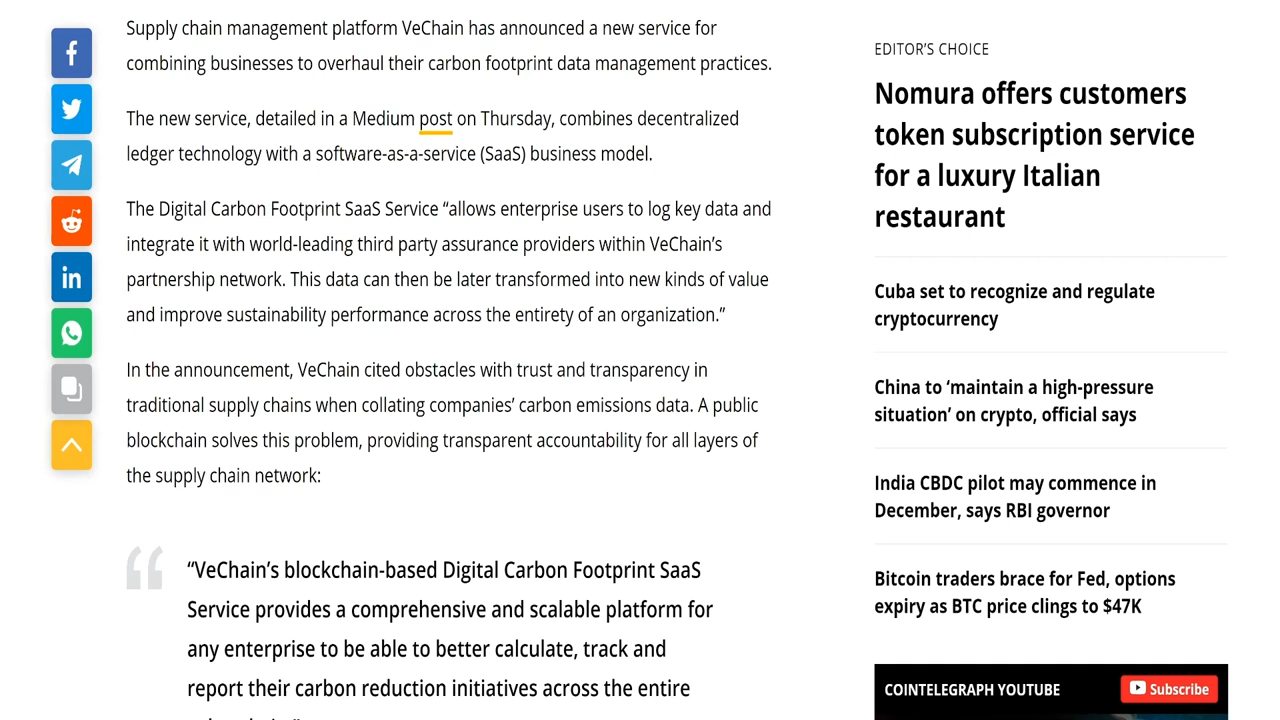 Supply chain management platform VeChain has announced a new service for
combining businesses to overhaul their carbon footprint data management practices.
The new service, detailed in a Medium post on Thursday, combines decentralized
ledger technology with a software-as-a-service (SaaS) business model.
The Digital Carbon Footprint SaaS Service “allows enterprise users to log key data and
integrate it with world-leading third party assurance providers within VeChain’s
partnership network. This data can then be later transformed into new kinds of value
and improve sustainability performance across the entirety of an organization.”
In the announcement, VeChain cited obstacles with trust and transparency in
traditional supply chains when collating companies’ carbon emissions data. A public
blockchain solves this problem, providing transparent accountability for all layers of
the supply chain network:
“VeChain’s blockchain-based Digital Carbon Footprint SaaS
Service provides a comprehensive and scalable platform for
any enterprise to be able to better calculate, track and
report their carbon reduction initiatives across the entire
EDITOR’S CHOICE
Nomura offers customers
token subscription service
for a luxury Italian
restaurant
Cuba set to recognize and regulate
cryptocurrency
China to ‘maintain a high-pressure
situation’ on crypto, official says
India CBDC pilot may commence in
December, says RBI governor
Bitcoin traders brace for Fed, options
expiry as BTC price clings to $47K
COINTELEGRAPH YOUTUBE
Subscribe